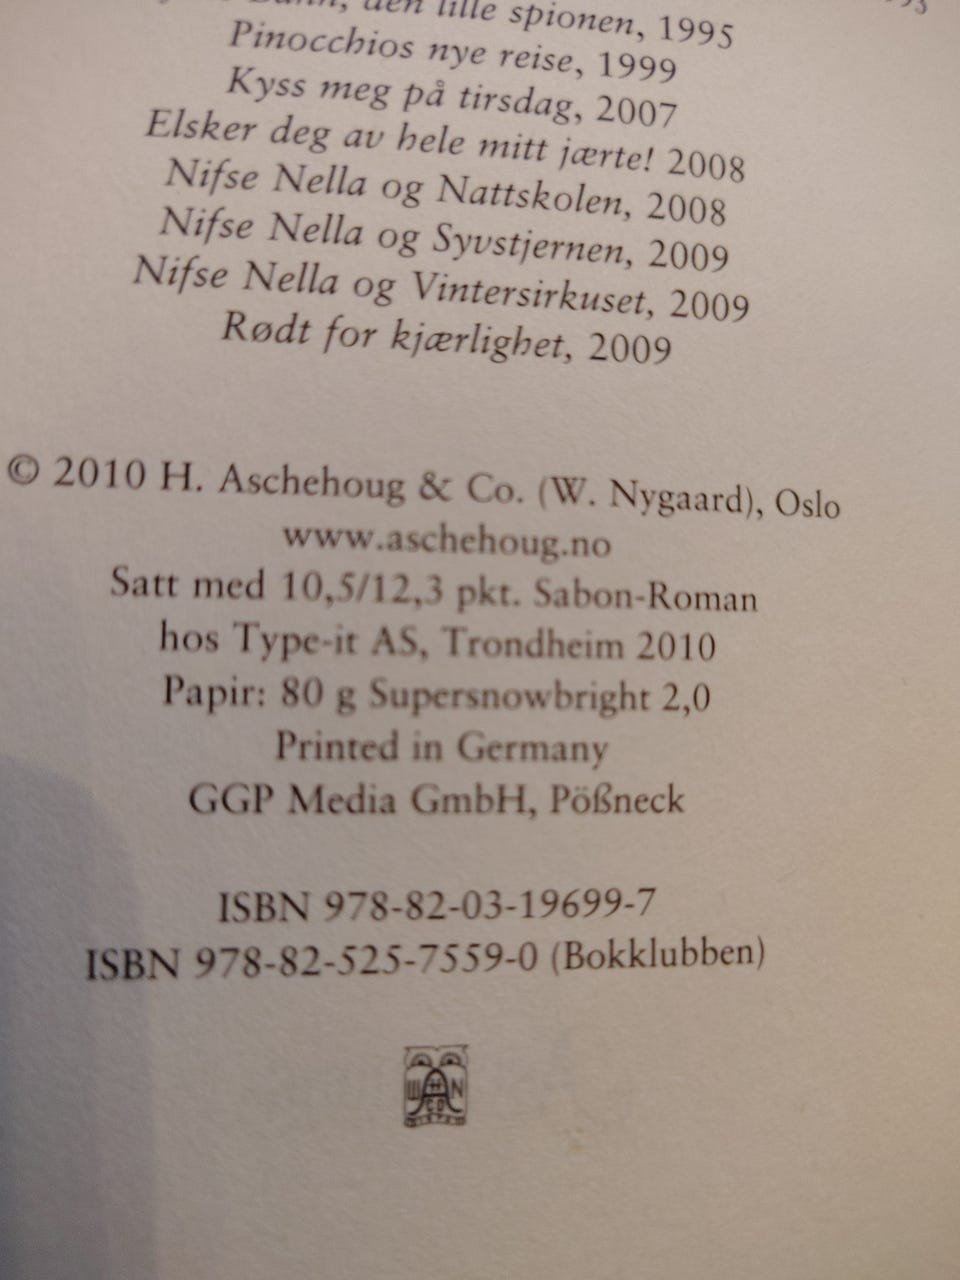 den lille spionen, 1995
Pinocchios nye reise, 1999
Kyss meg på tirsdag, 2007
Elsker deg av hele mitt jærte! 2008
Nifse Nella og Nattskolen, 2008
Nifse Nella og Syvstjernen, 2009
Nifse Nella og Vintersirkuset, 2009
Rødt for kjærlighet, 2009
© 2010 H. Aschehoug & Co. (W. Nygaard), Oslo
www.aschehoug.no
Satt med 10,5/12,3 pkt. Sabon-Roman
hos Type-it AS, Trondheim 2010
Papir: 80 g Supersnowbright 2,0
Printed in Germany
GGP Media GmbH, Pößneck
ISBN 978-82-03-19699-7
ISBN 978-82-525-7559-0 (Bokklubben)